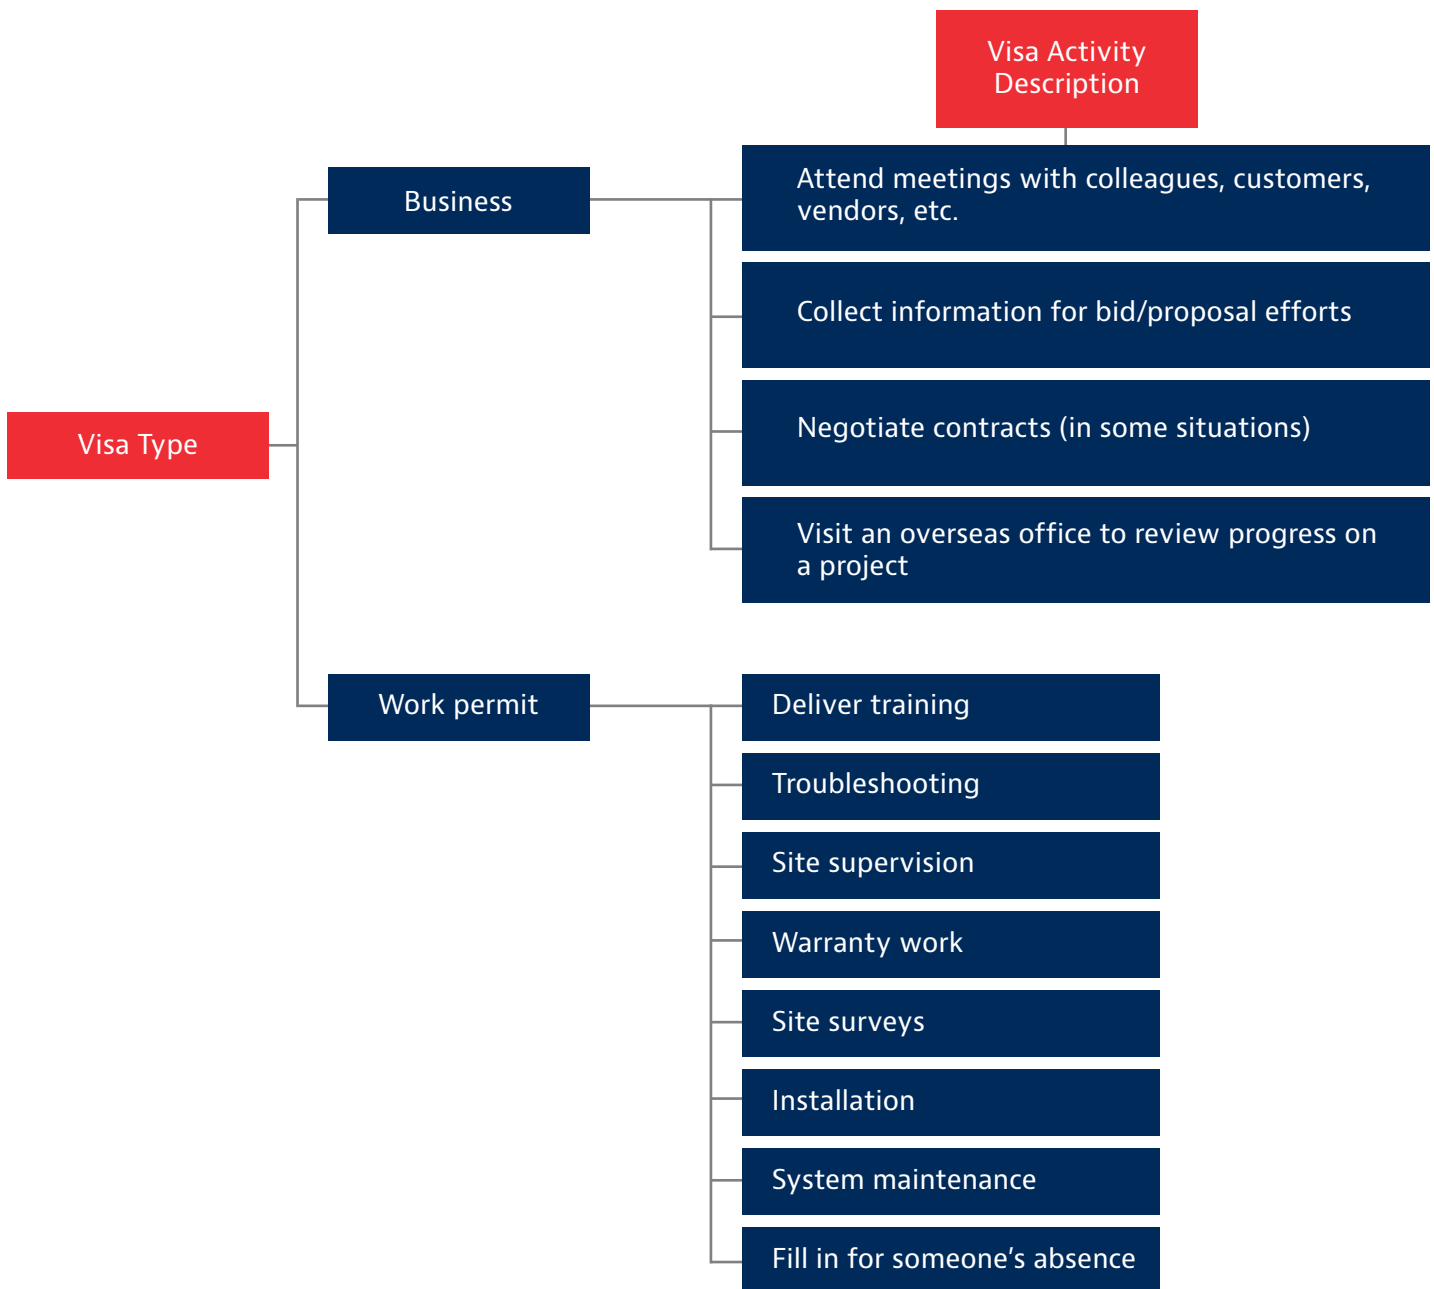 Visa Activity
Description
Business
Attend meetings with colleagues, customers,
vendors, etc.
Collect information for bid/proposal efforts
Negotiate contracts (in some situations)
Visa Type
Visit an overseas office to review progress on
a project
Work permit
Deliver training
Troubleshooting
Site supervision
Warranty work
Site surveys
Installation
System maintenance
Fill in for someone’s absence